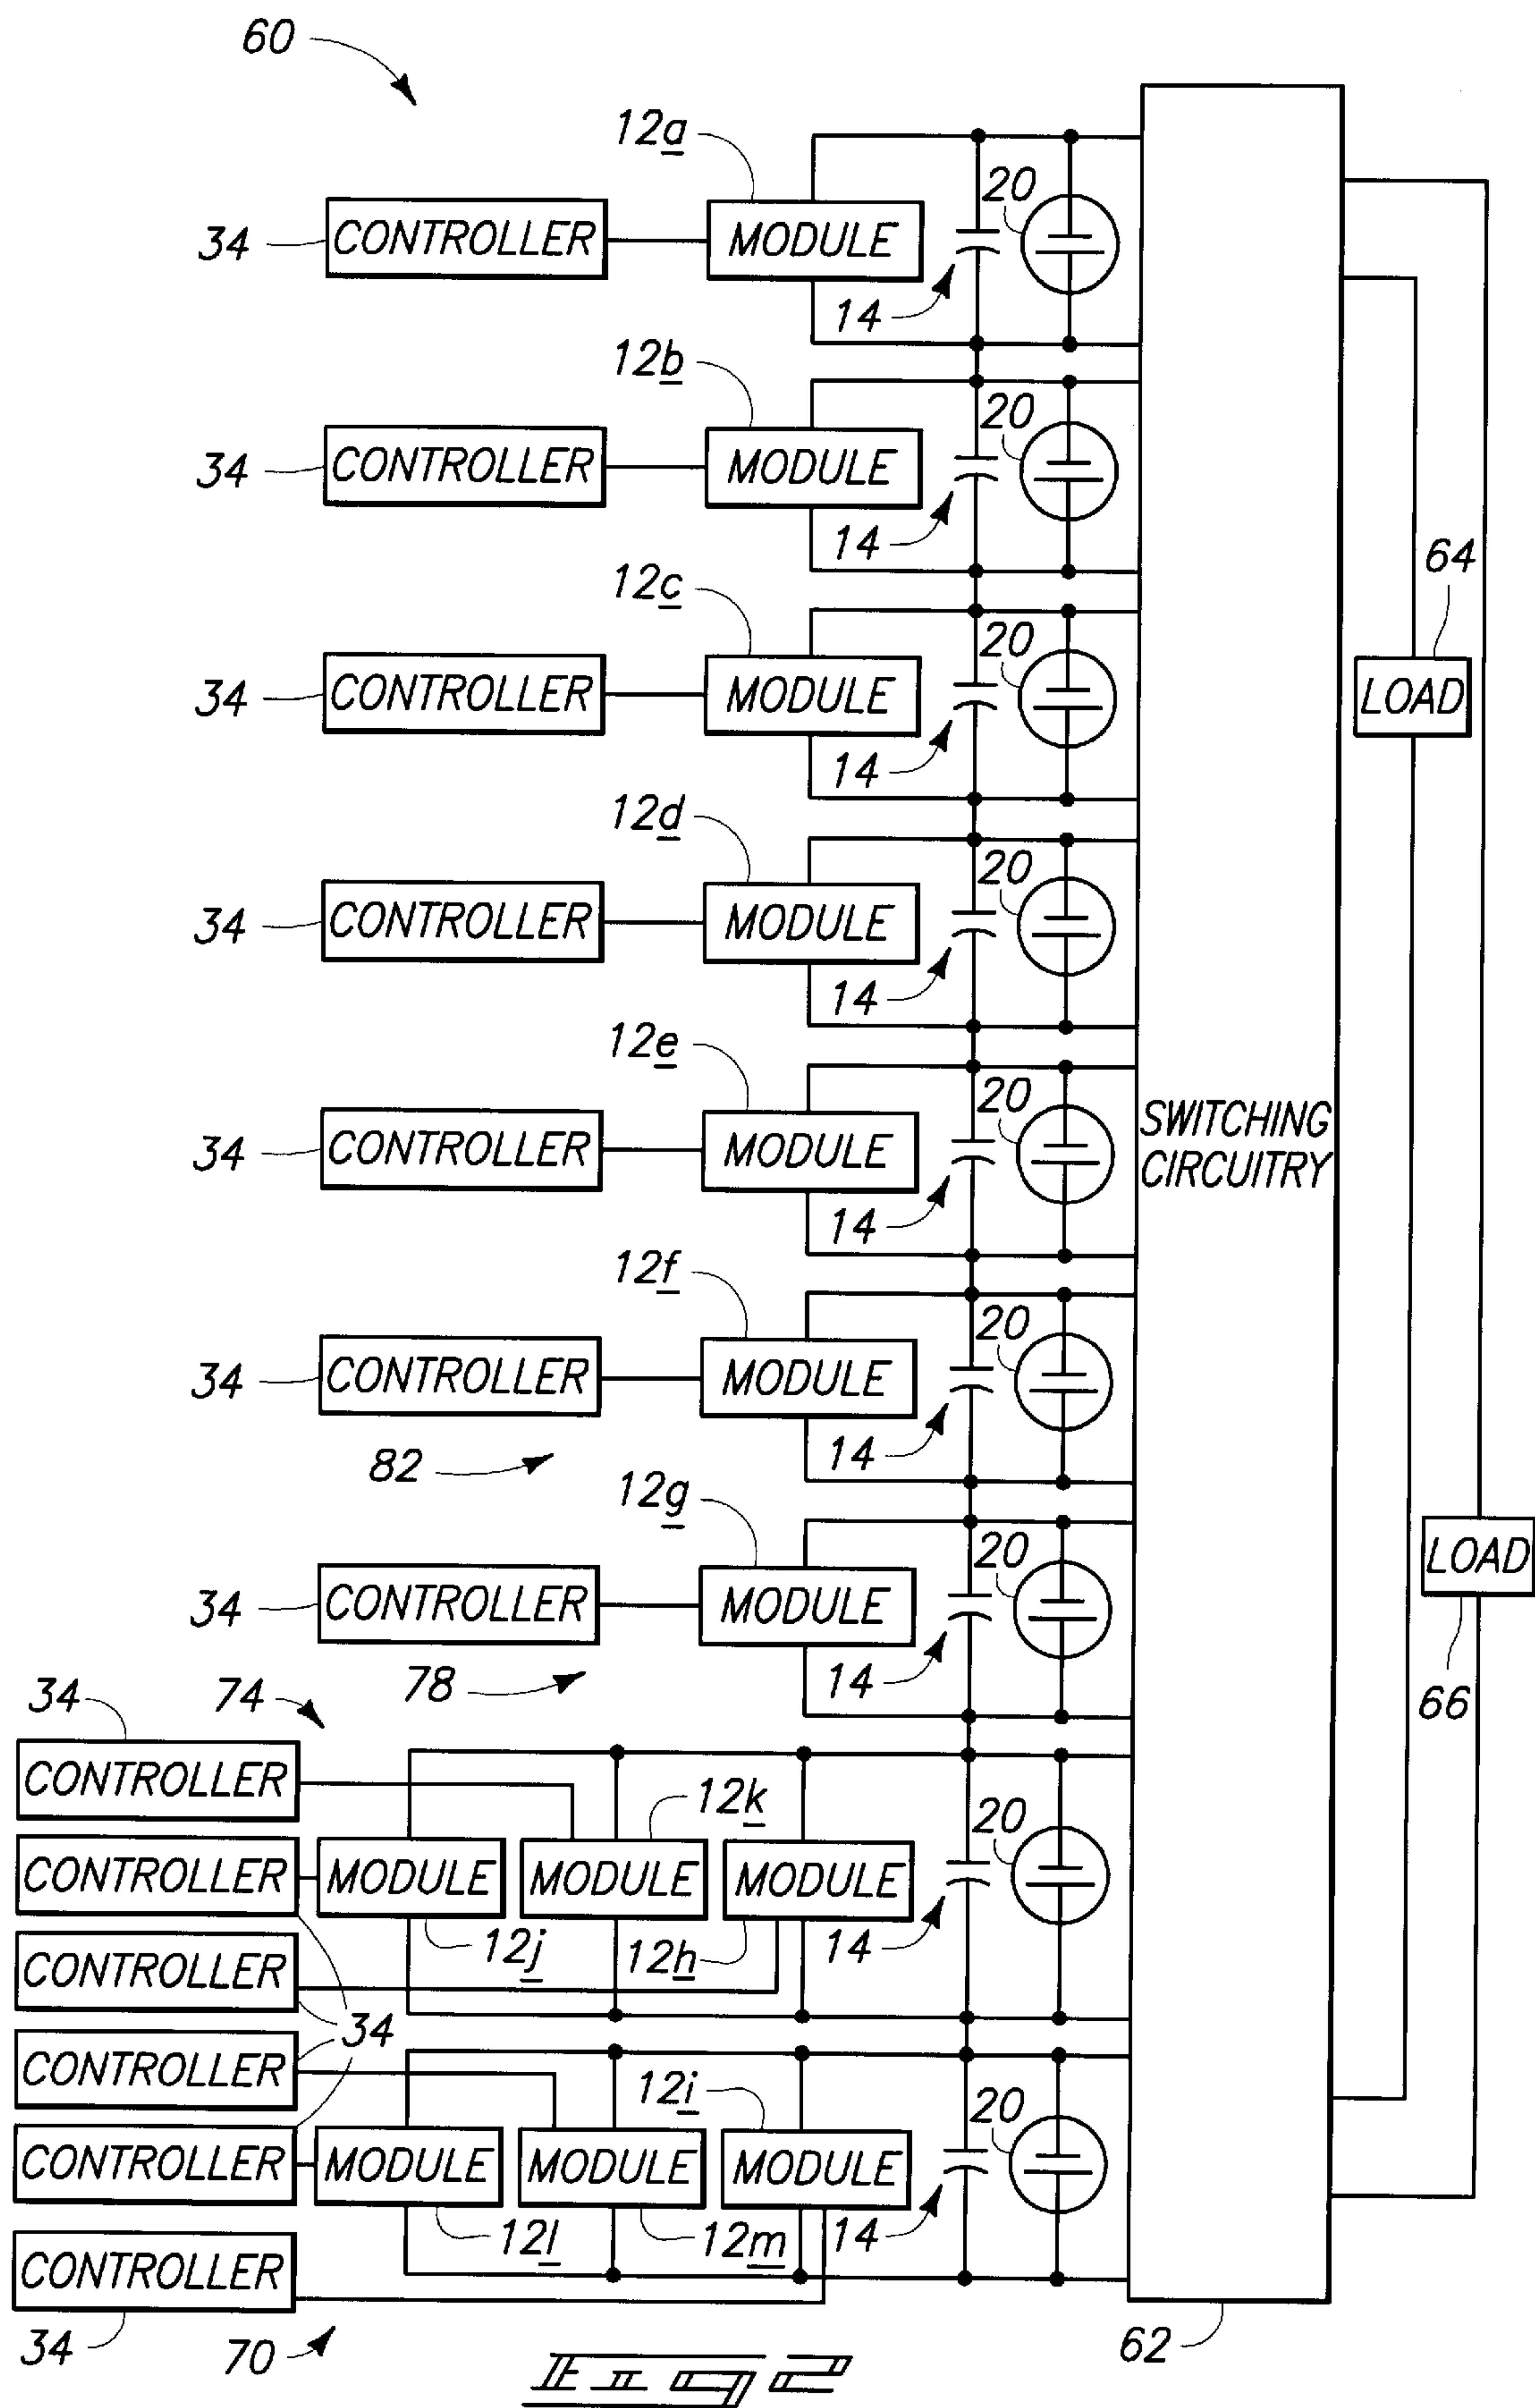 60
12a
20
34 CONTROLLER MODULE
14
12b
20
34 CONTROLLER MODULE
14
64
12c
20
34 CONTROLLER MODULE LOAD
14
12d
20
34 CONTROLLER MODULE
14
12e
20
SWITCHING
CIRCUITRY
34 CONTROLLER MODULE
14
12f
20
34 CONTROLLER MODULE
14
82
12g
20
LOAD
34 CONTROLLER MODULE
14
78
66
34 74
CONTROLLER
12k
20
CONTROLLER MODULE MODULE MODULE
12j 12h 14
CONTROLLER
34
CONTROLLER
12i
20
CONTROLLER MODULE MODULE MODULE
12l 12m 14
CONTROLLER
34 70 62
FIG 2